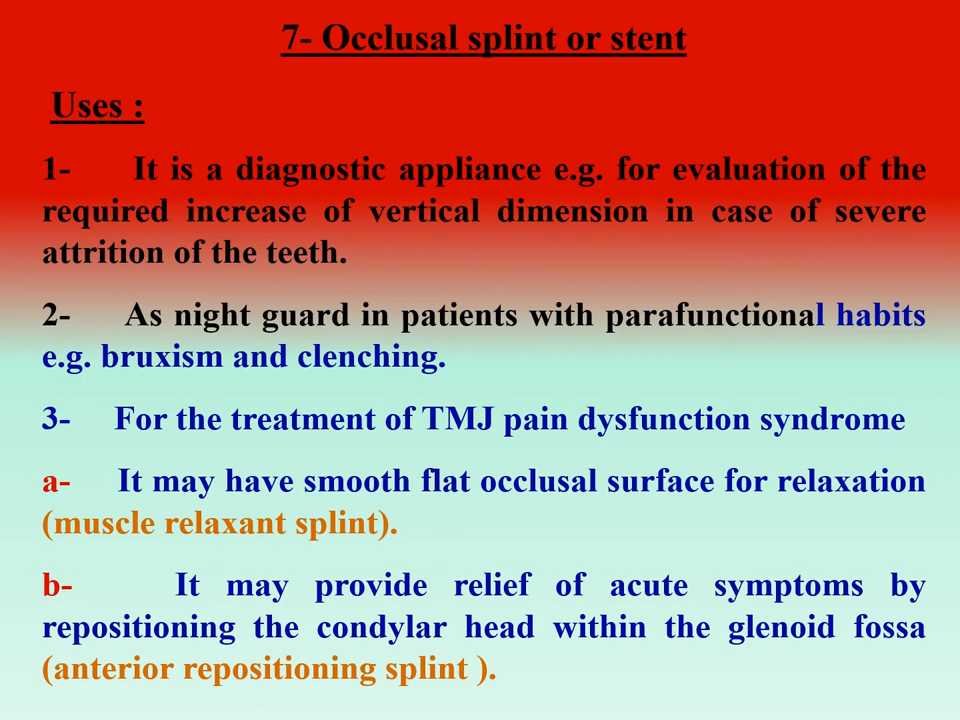 7- Occlusal splint or stent
Uses :
1- It is a diagnostic appliance e.g. for evaluation of the
required increase of vertical dimension in case of severe
attrition of the teeth.
2- As night guard in patients with parafunctional habits
e.g. bruxism and clenching.
3- For the treatment of TMJ pain dysfunction syndrome
a- It may have smooth flat occlusal surface for relaxation
(muscle relaxant splint).
b- It may provide relief of acute symptoms by
repositioning the condylar head within the glenoid fossa
(anterior repositioning splint ).